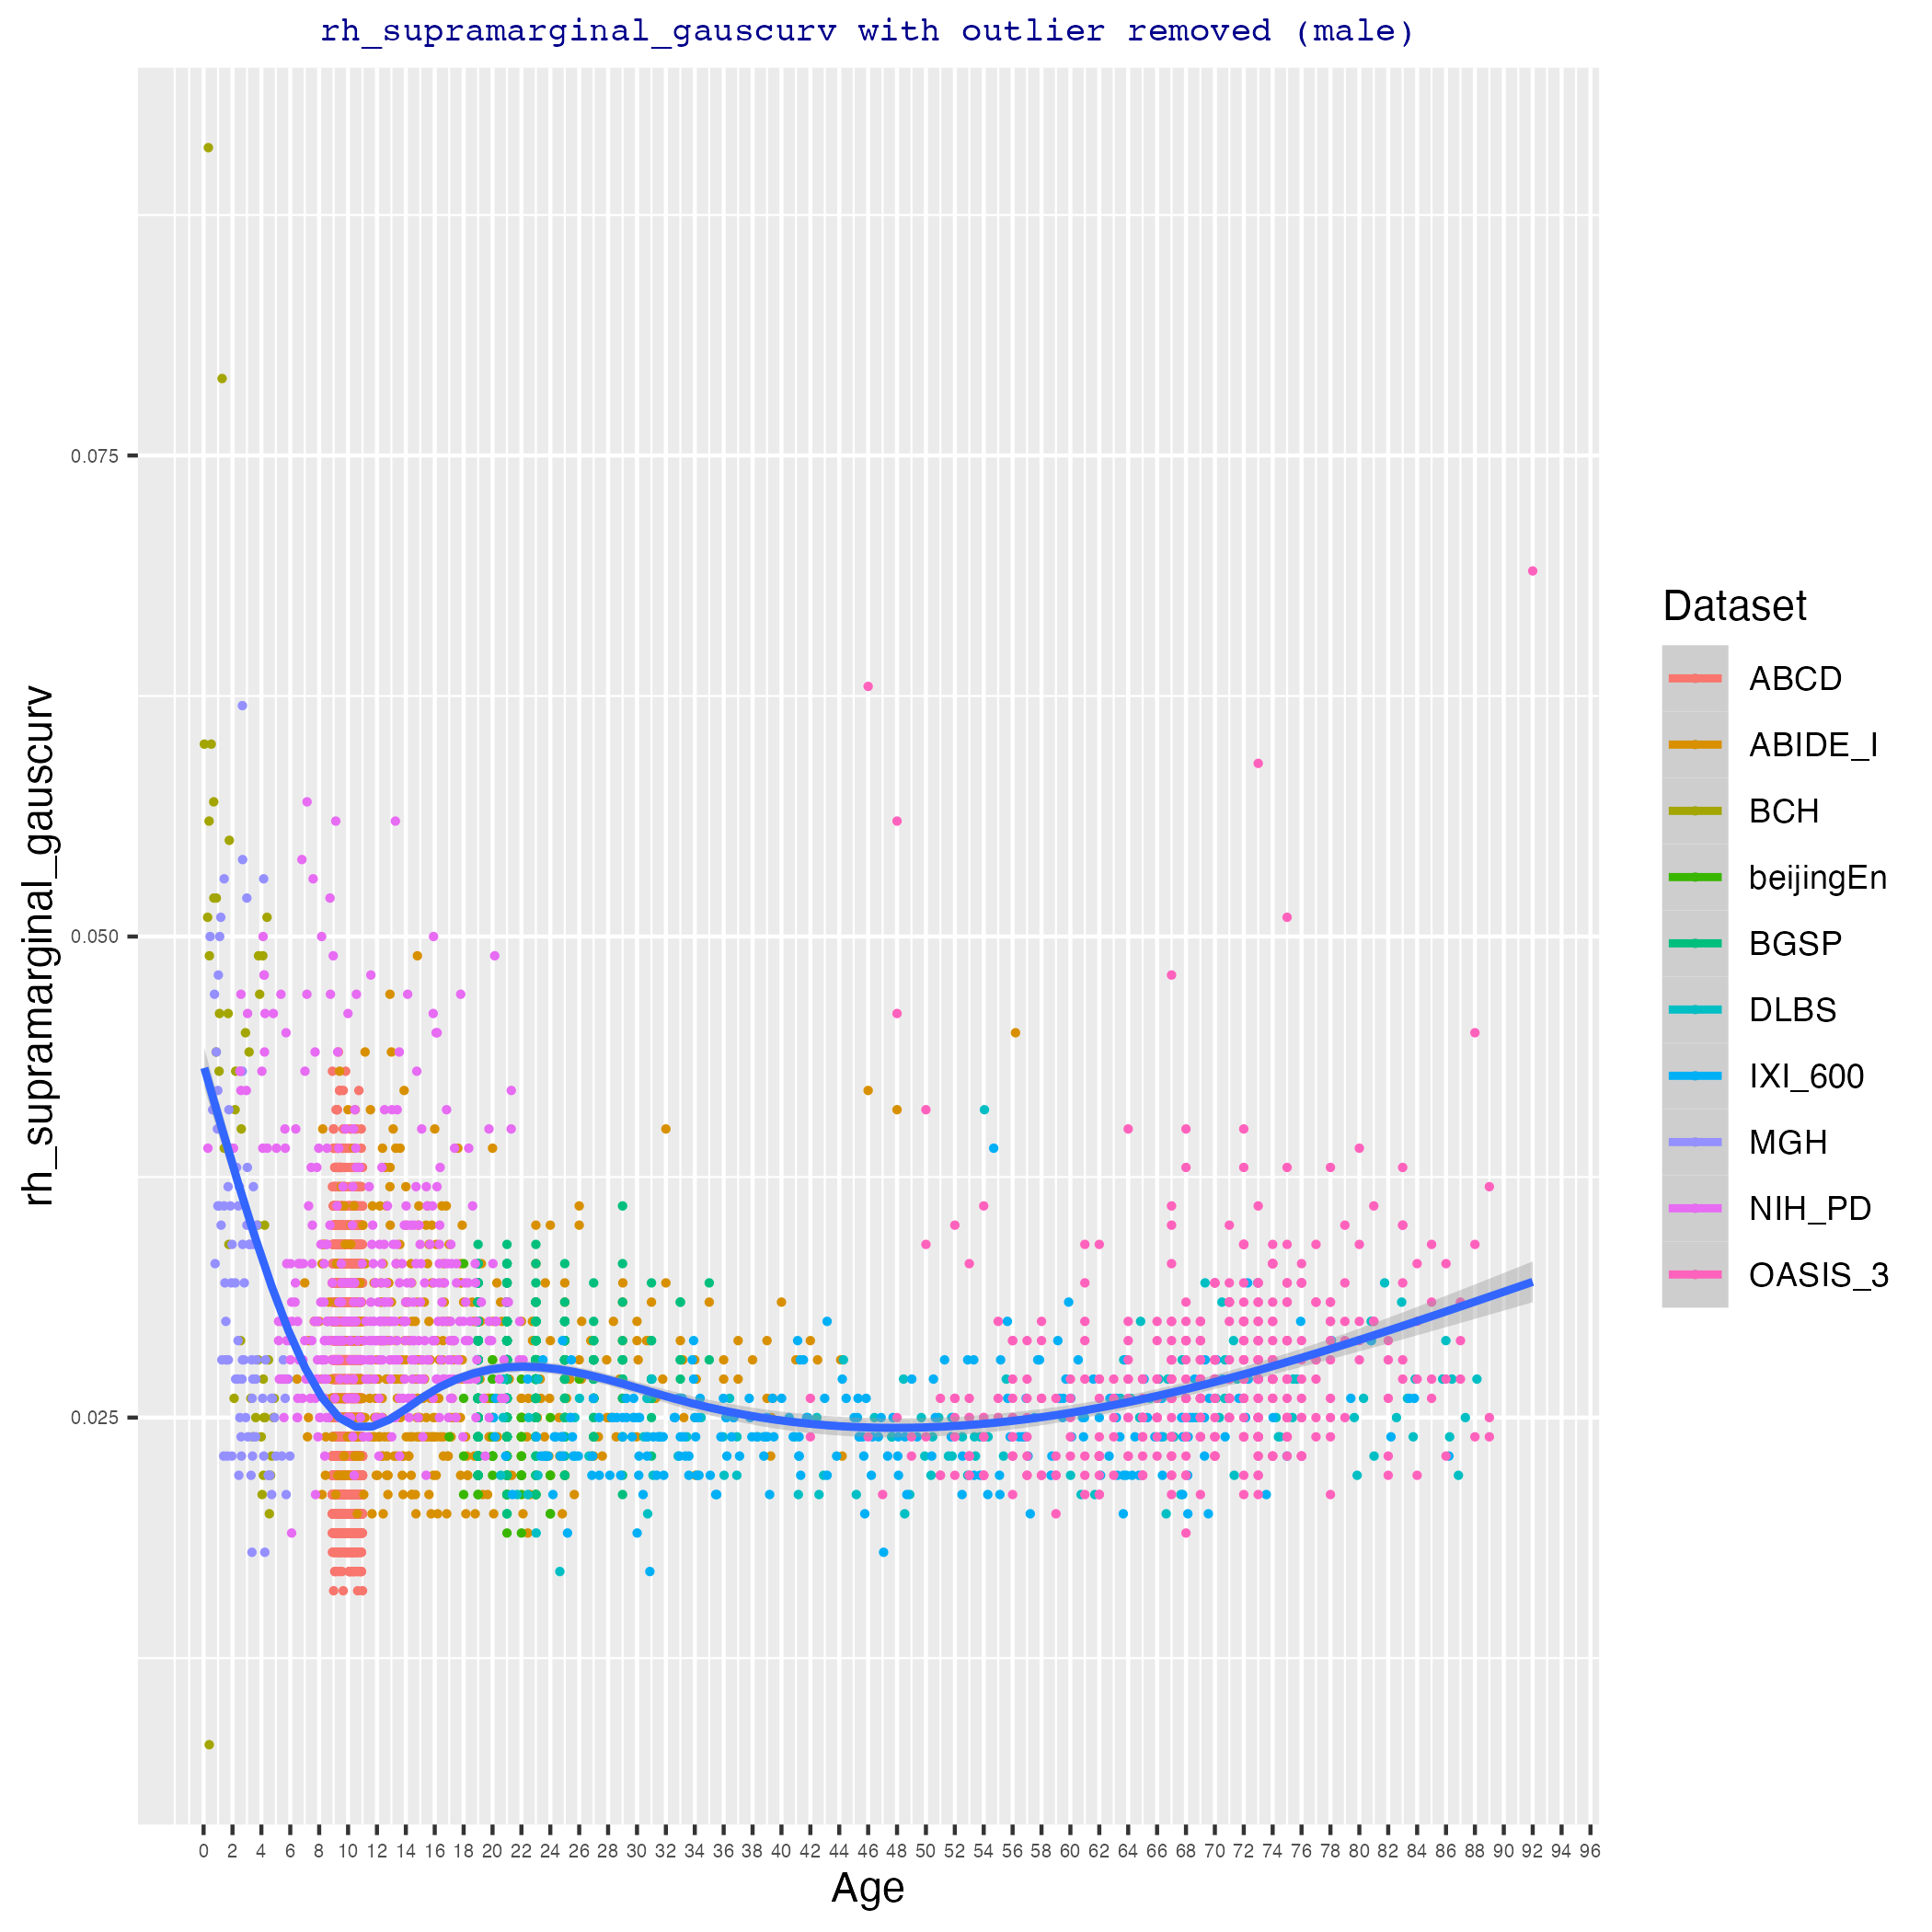 rh_supramarginal_gauscurv with outlier removed (male)
rh_supramarginal_gauscurv
0.075
0.050
0.025
0 2 4 6 8 10 12 14 16 18 20 22 24 26 28 30 32 34 36 38 40 42 44 46 48 50 52 54 56 58 60 62 64 66 68 70 72 74 76 78 80 82 84 86 88 90 92 94 96
Age
Dataset
ABCD
ABIDE_I
BCH
beijingEn
BGSP
DLBS
IXI_600
MGH
NIH_PD
OASIS_3